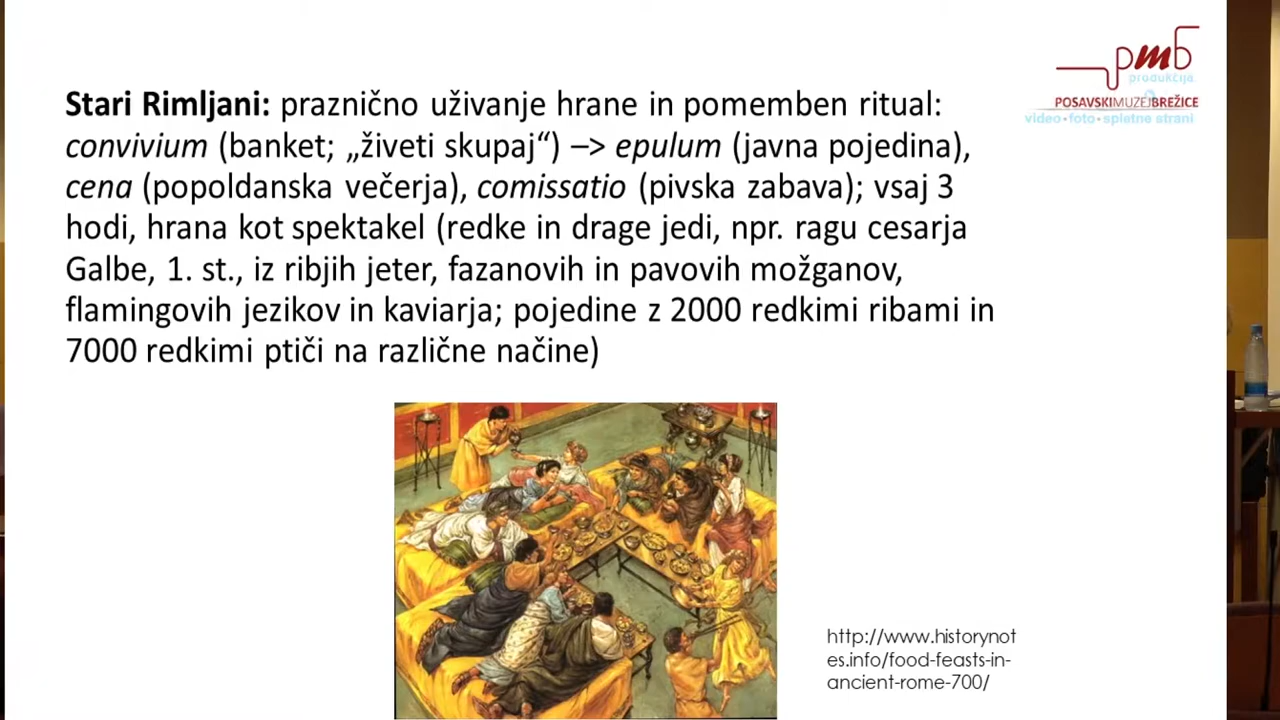 pmb
produkcija
POSAVSKIMUZEJBREŽICE
video·foto·spletne strani
Stari Rimljani: praznično uživanje hrane in pomemben ritual:
convivium (banket; „živeti skupaj“) –> epulum (javna pojedina),
cena (popoldanska večerja), comissatio (pivska zabava); vsaj 3
hodi, hrana kot spektakel (redke in drage jedi, npr. ragu cesarja
Galbe, 1. st., iz ribjih jeter, fazanovih in pavovih možganov,
flamingovih jezikov in kaviarja; pojedine z 2000 redkimi ribami in
7000 redkimi ptiči na različne načine)
http://www.historynot
es.info/food-feasts-in-
ancient-rome-700/